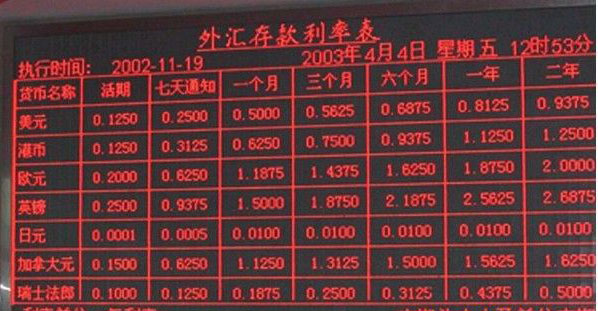 外汇存款利率表
执行时间: 2002-11-19 2003年4月4日 星期五 12时53分
货币名称 活期 七天通知 一个月 三个月 六个月 一年 二年
美元 0.1250 0.2500 0.5000 0.5625 0.6875 0.8125 0.9375
港币 0.1250 0.3125 0.6250 0.7500 0.9375 1.1250 1.2500
欧元 0.2000 0.6250 1.1875 1.4375 1.6250 1.8750 2.0000
英镑 0.2500 0.9375 1.5000 1.8750 2.1875 2.5625 2.6875
日元 0.0001 0.0005 0.0100 0.0100 0.0100 0.0100 0.0100
加拿大元 0.1500 0.6250 1.1250 1.3125 1.5000 1.5625 1.6250
瑞士法郎 0.1000 0.1250 0.1875 0.2500 0.3125 0.4375 0.5000